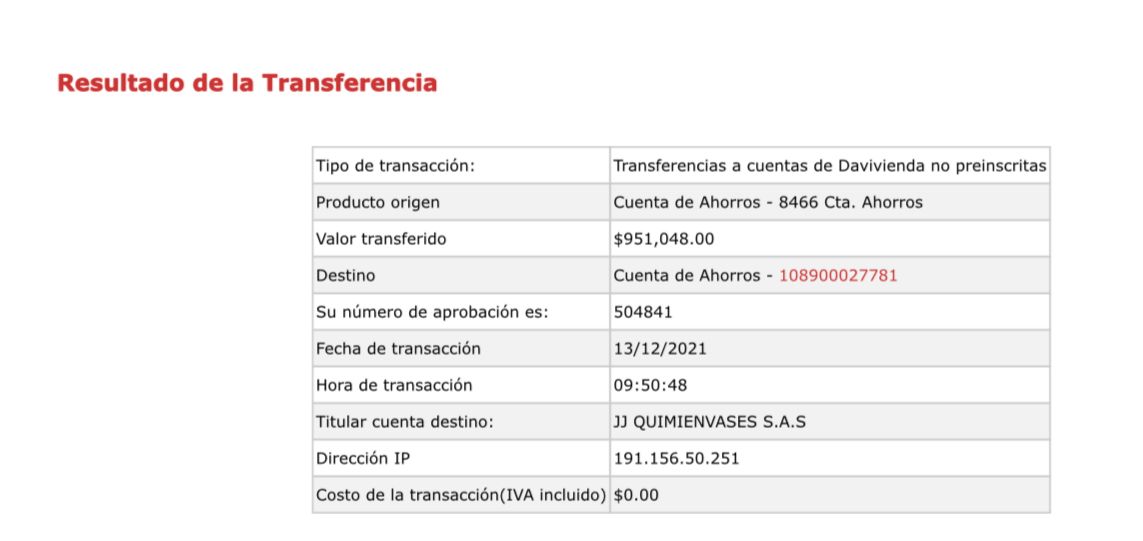 Resultado de la Transferencia
Tipo de transacción: Transferencias a cuentas de Davivienda no preinscritas
Producto origen Cuenta de Ahorros - 8466 Cta. Ahorros
Valor transferido $951,048.00
Destino Cuenta de Ahorros - 108900027781
Su número de aprobación es: 504841
Fecha de transacción 13/12/2021
Hora de transacción 09:50:48
Titular cuenta destino: JJ QUIMIENVASES S.A.S
Dirección IP 191.156.50.251
Costo de la transacción(IVA incluido) $0.00